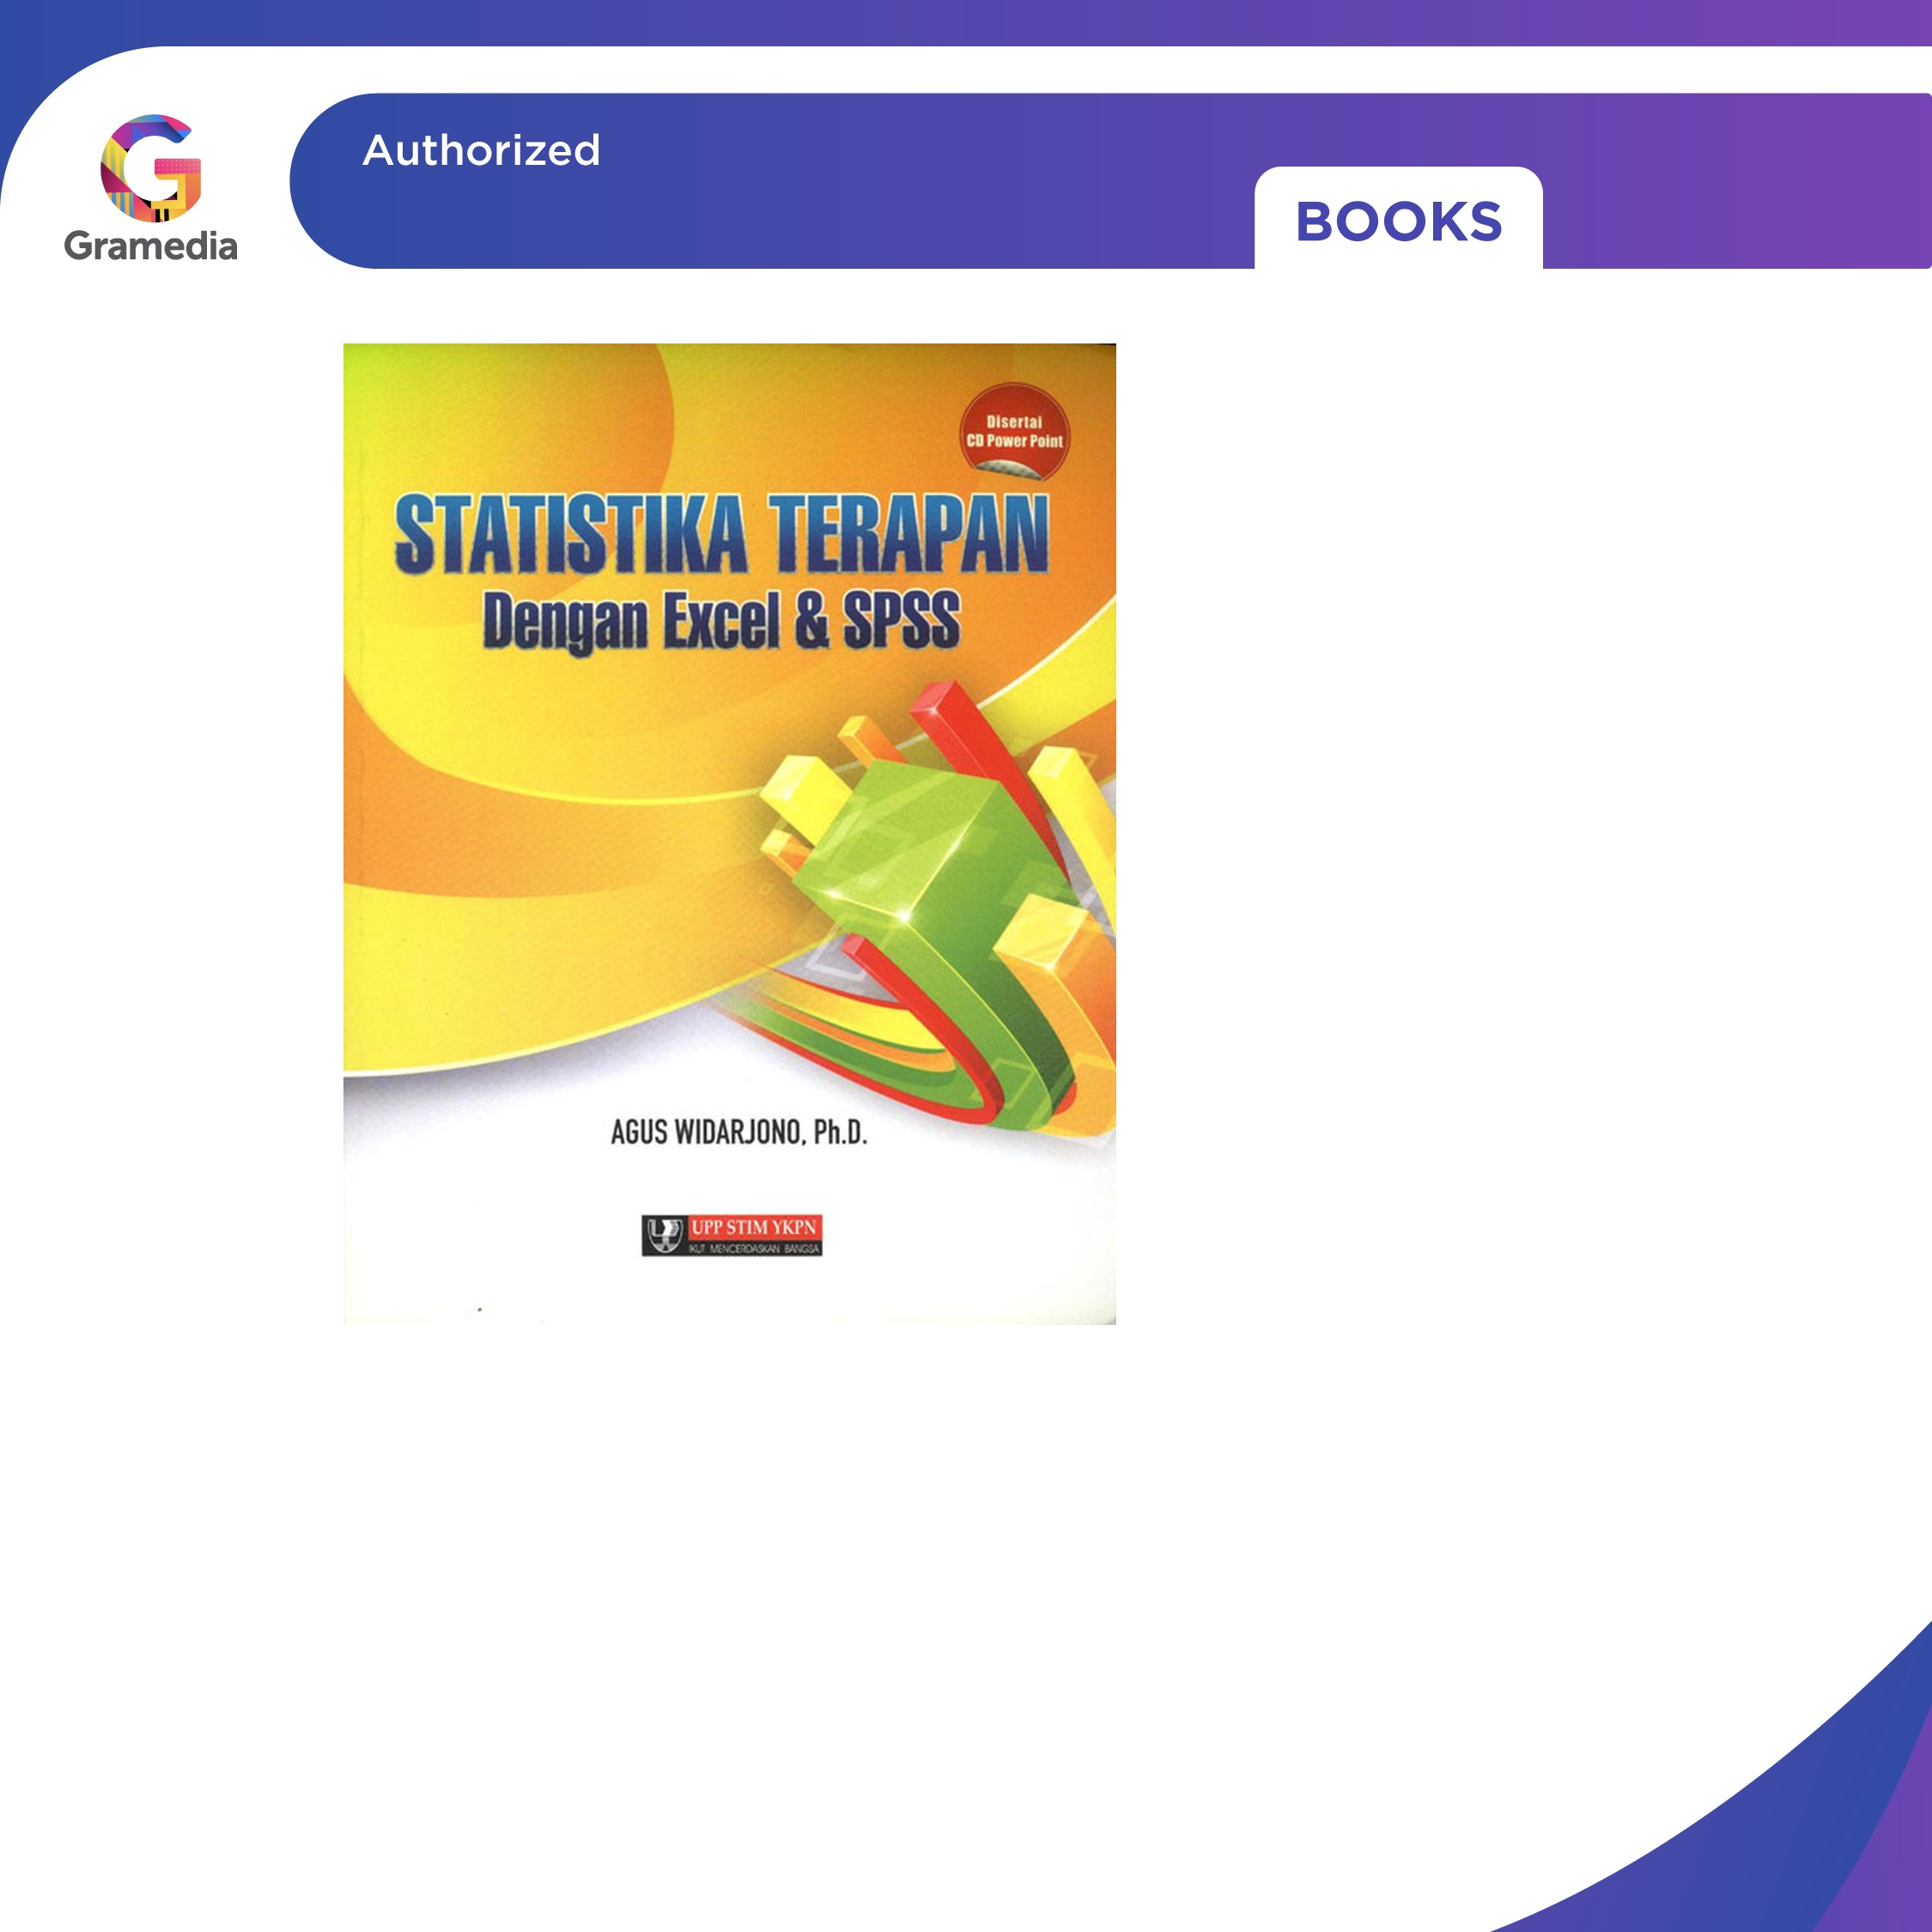 Gramedia
Authorized
BOOKS
Disertai
CD Power Point
STATISTIKA TERAPAN
Dengan Excel & SPSS
AGUS WIDARJONO, Ph.D.
UPP STIM YKPN
IKUT MENCERDASKAN BANGSA